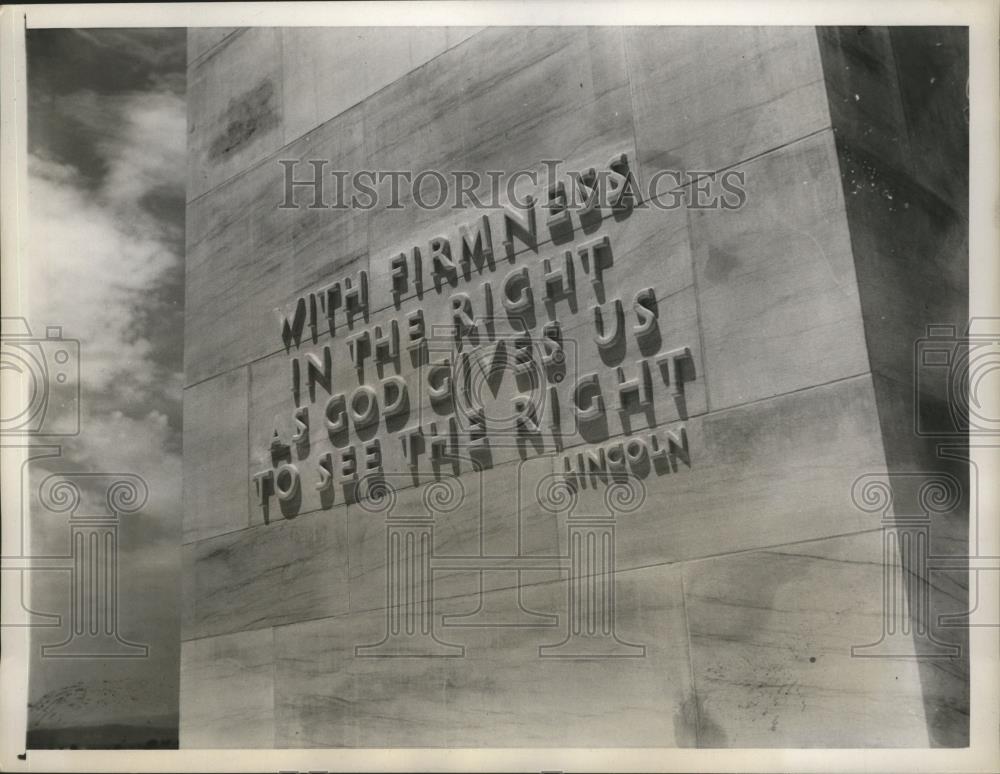 HISTORIC IMAGES
WITH FIRMNESS
IN THE RIGHT
AS GOD GIVES US
TO SEE THE RIGHT
LINCOLN